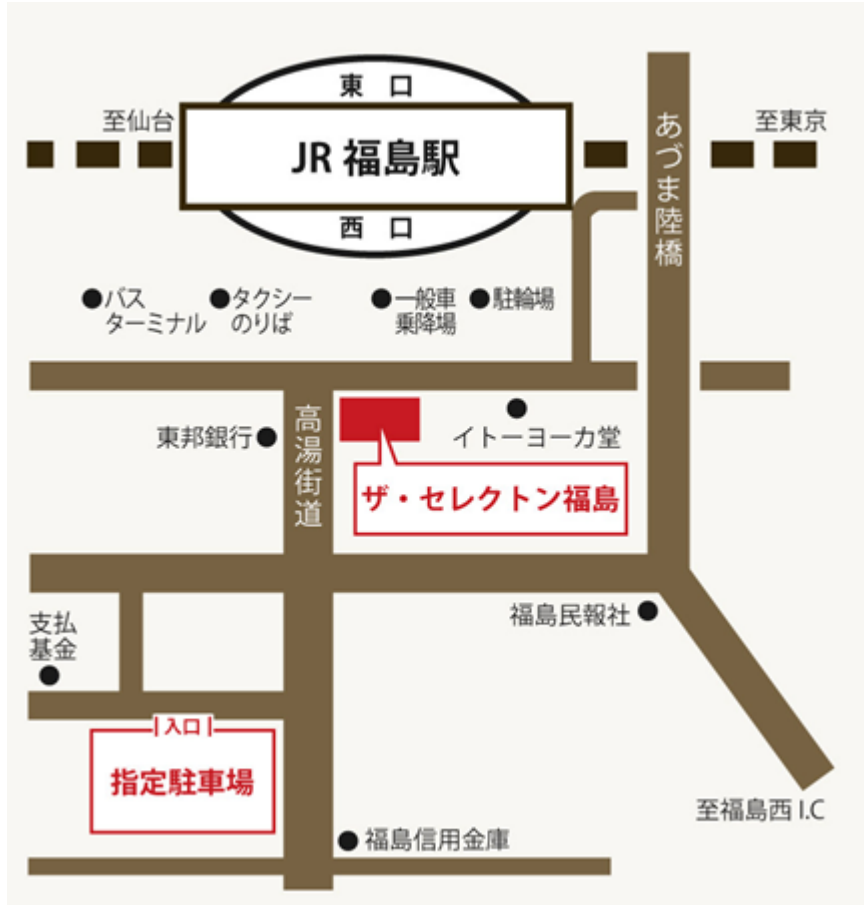 東 口
至仙台
JR 福島駅
至東京
あづま陸橋
西 口
バス
ターミナル
タクシー
のりば
一般車
乗降場
駐輪場
東邦銀行
高湯街道
イトーヨーカ堂
ザ・セレクトン福島
支払
基金
福島民報社
入口
指定駐車場
至福島西 I.C
福島信用金庫